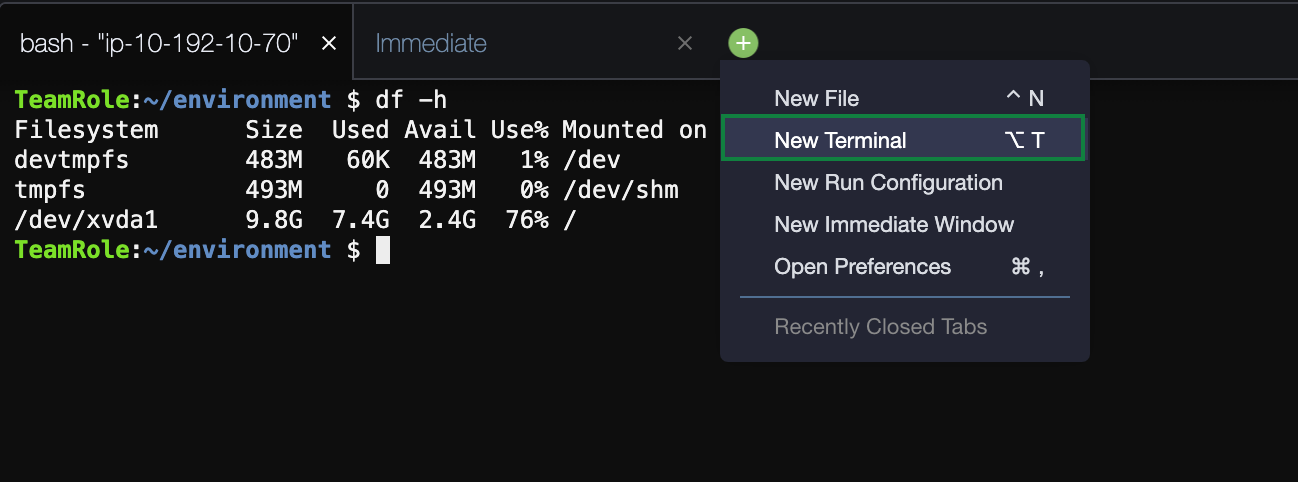 bash - "ip-10-192-10-70" × Immediate × +
TeamRole:~/environment $ df -h
Filesystem      Size  Used Avail Use% Mounted on
devtmpfs        483M   60K  483M   1% /dev
tmpfs           493M     0  493M   0% /dev/shm
/dev/xvda1      9.8G  7.4G  2.4G  76% /
TeamRole:~/environment $
New File ^ N
New Terminal ⌥ T
New Run Configuration
New Immediate Window
Open Preferences ⌘ ,
Recently Closed Tabs